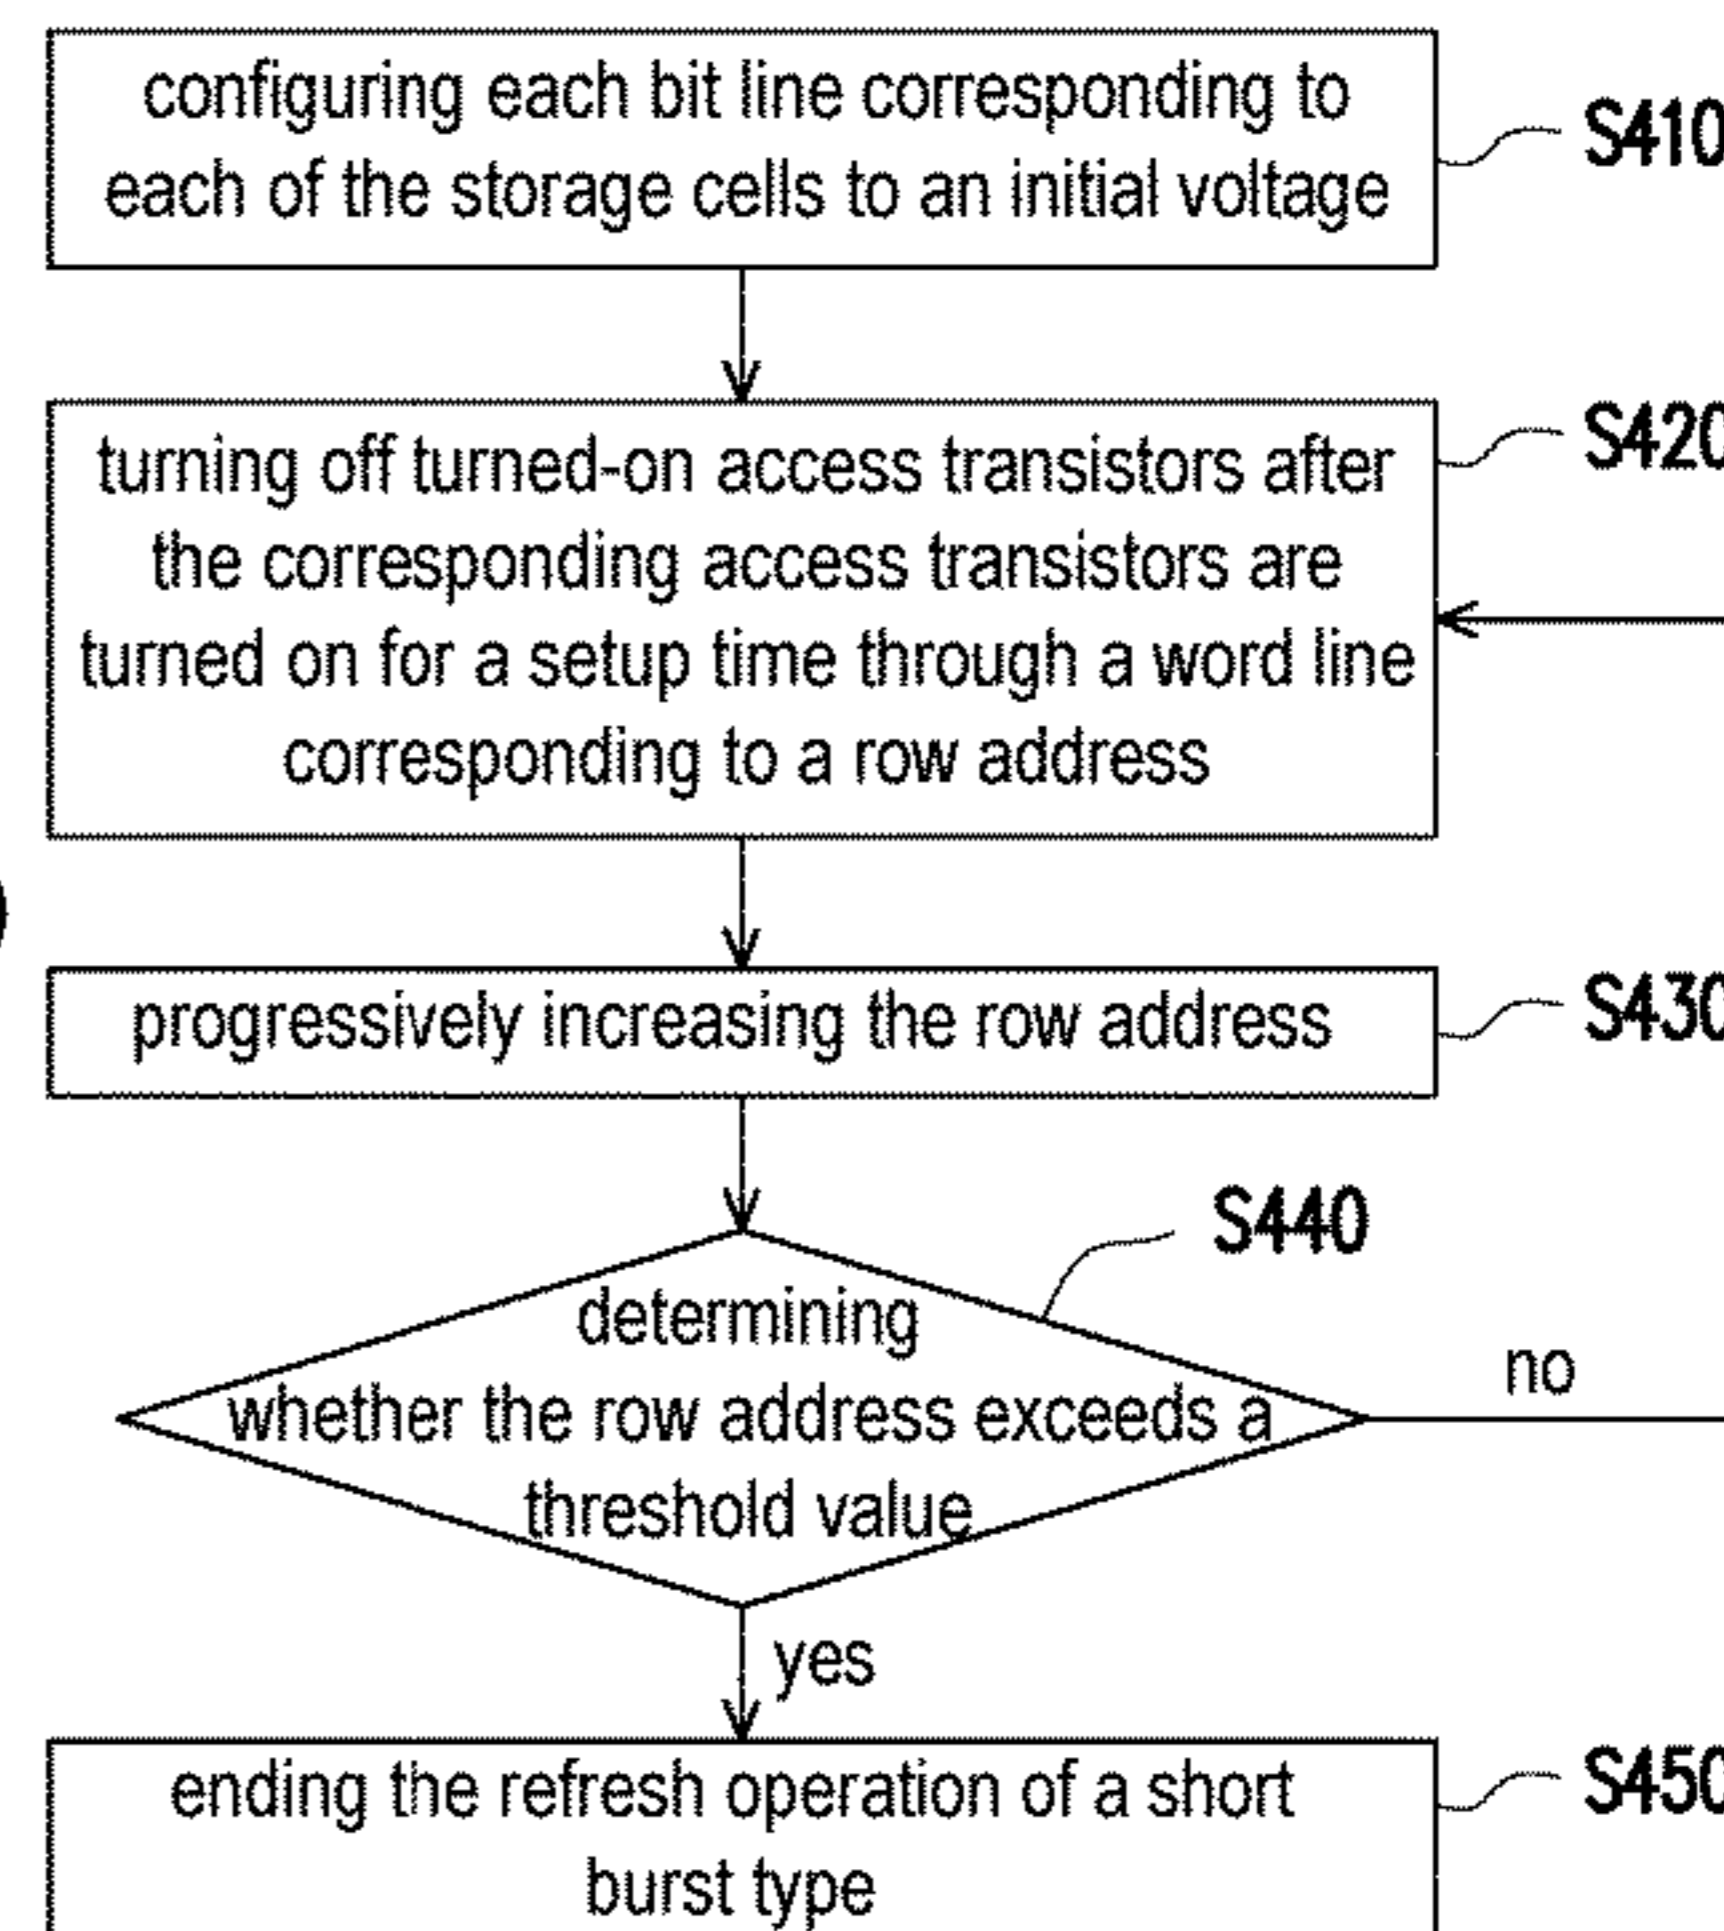 configuring each bit line corresponding to
each of the storage cells to an initial voltage
S410
turning off turned-on access transistors after
the corresponding access transistors are
turned on for a setup time through a word line
corresponding to a row address
S420
progressively increasing the row address
S430
S440
determining
whether the row address exceeds a
threshold value
no
yes
ending the refresh operation of a short
burst type
S450